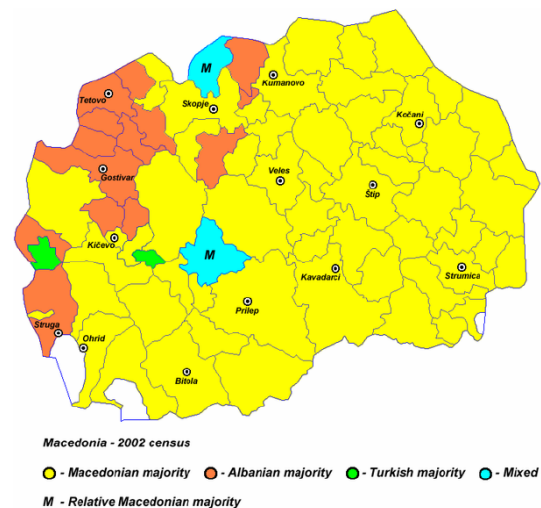 M
Kumanovo
Tetovo
Skopje
Kočani
Gostivar
Veles
Štip
Kičevo
M
Kavadarci
Strumica
Prilep
Struga
Ohrid
Bitola
Macedonia - 2002 census
- Macedonian majority - Albanian majority - Turkish majority - Mixed
M - Relative Macedonian majority